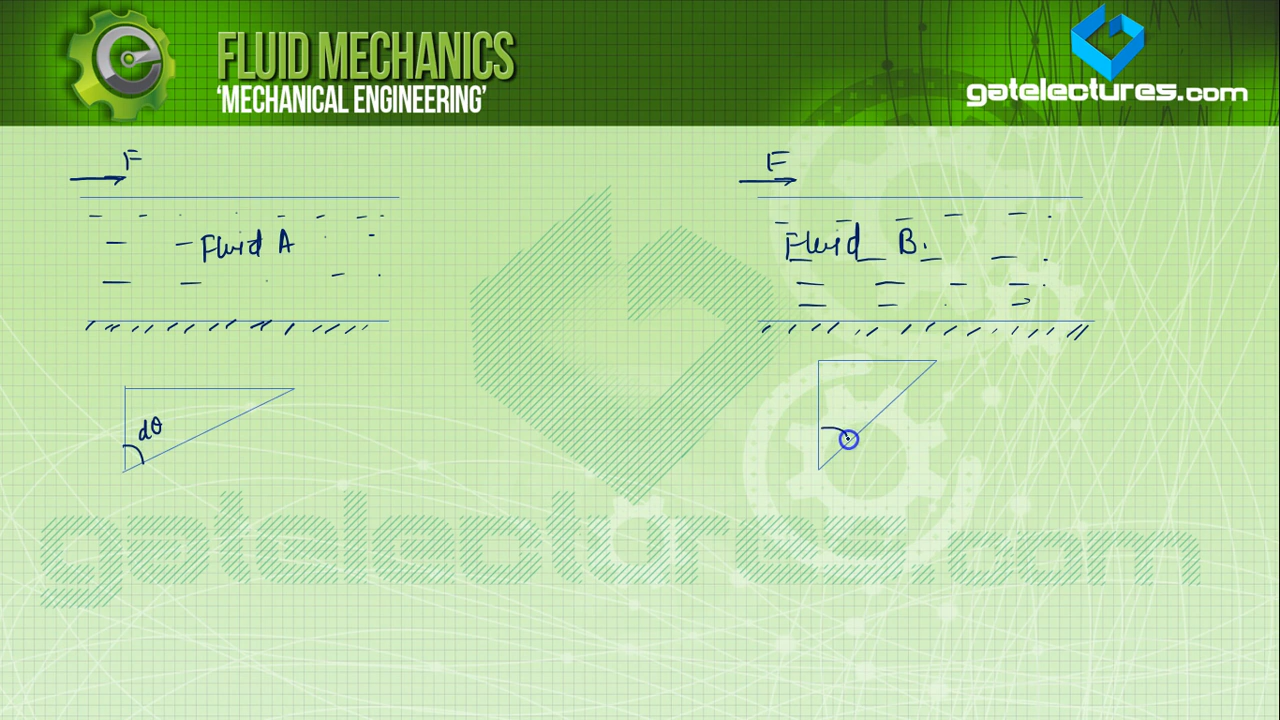 FLUID MECHANICS
'MECHANICAL ENGINEERING'
gatelectures.com
F
F
Fluid A
Fluid B.
dθ
gatelectures.com